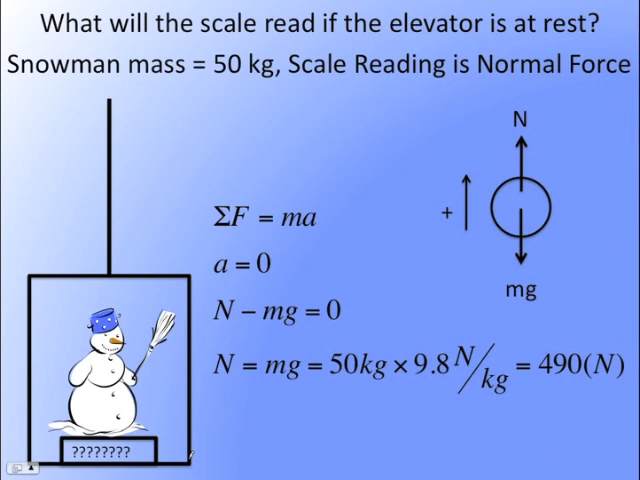 What will the scale read if the elevator is at rest?
Snowman mass = 50 kg, Scale Reading is Normal Force
N
+
ΣF = ma
a = 0
mg
N − mg = 0
N = mg = 50kg × 9.8 N/kg = 490(N)
????????